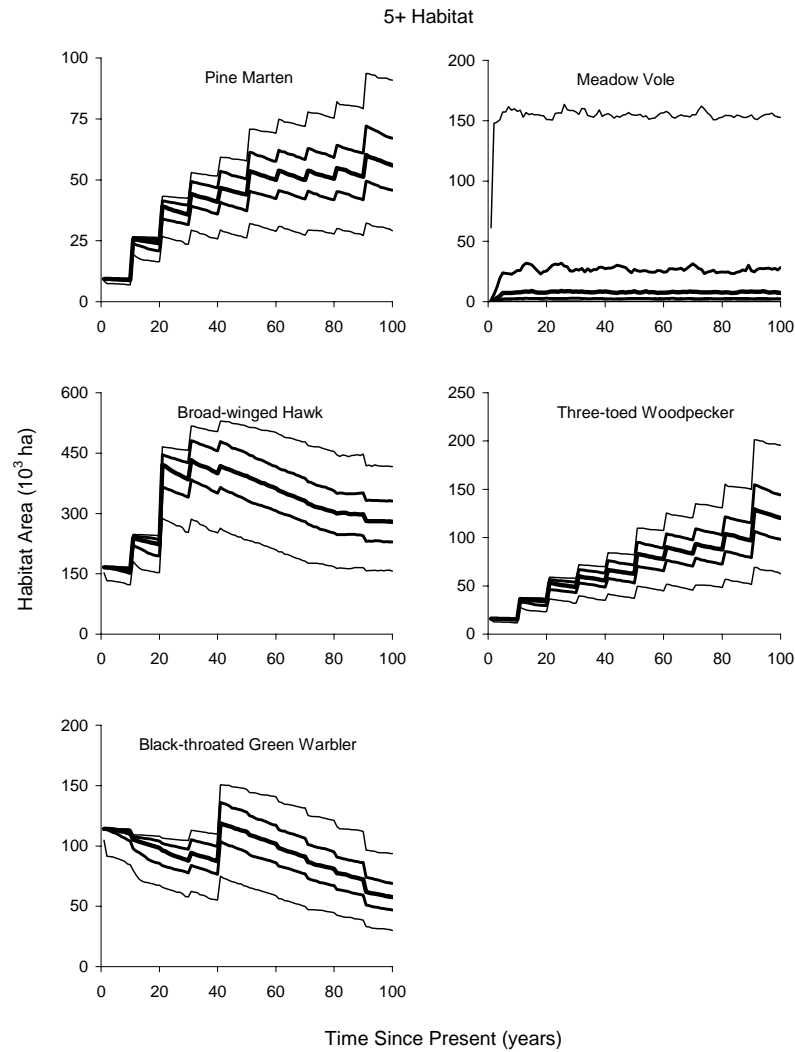 5+ Habitat
Pine Marten
100
75
50
25
0
0 20 40 60 80 100
Meadow Vole
200
150
100
50
0
0 20 40 60 80 100
Habitat Area (10³ ha)
Broad-winged Hawk
600
450
300
150
0
0 20 40 60 80 100
Three-toed Woodpecker
250
200
150
100
50
0
0 20 40 60 80 100
Black-throated Green Warbler
200
150
100
50
0
0 20 40 60 80 100
Time Since Present (years)